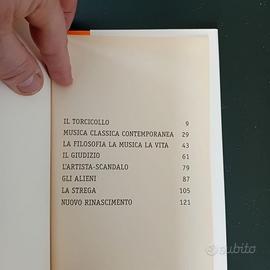 IL TORCICOLLO 9
MUSICA CLASSICA CONTEMPORANEA 29
LA FILOSOFIA LA MUSICA LA VITA 43
IL GIUDIZIO 61
L'ARTISTA-SCANDALO 79
GLI ALIENI 87
LA STREGA 105
NUOVO RINASCIMENTO 121
subito